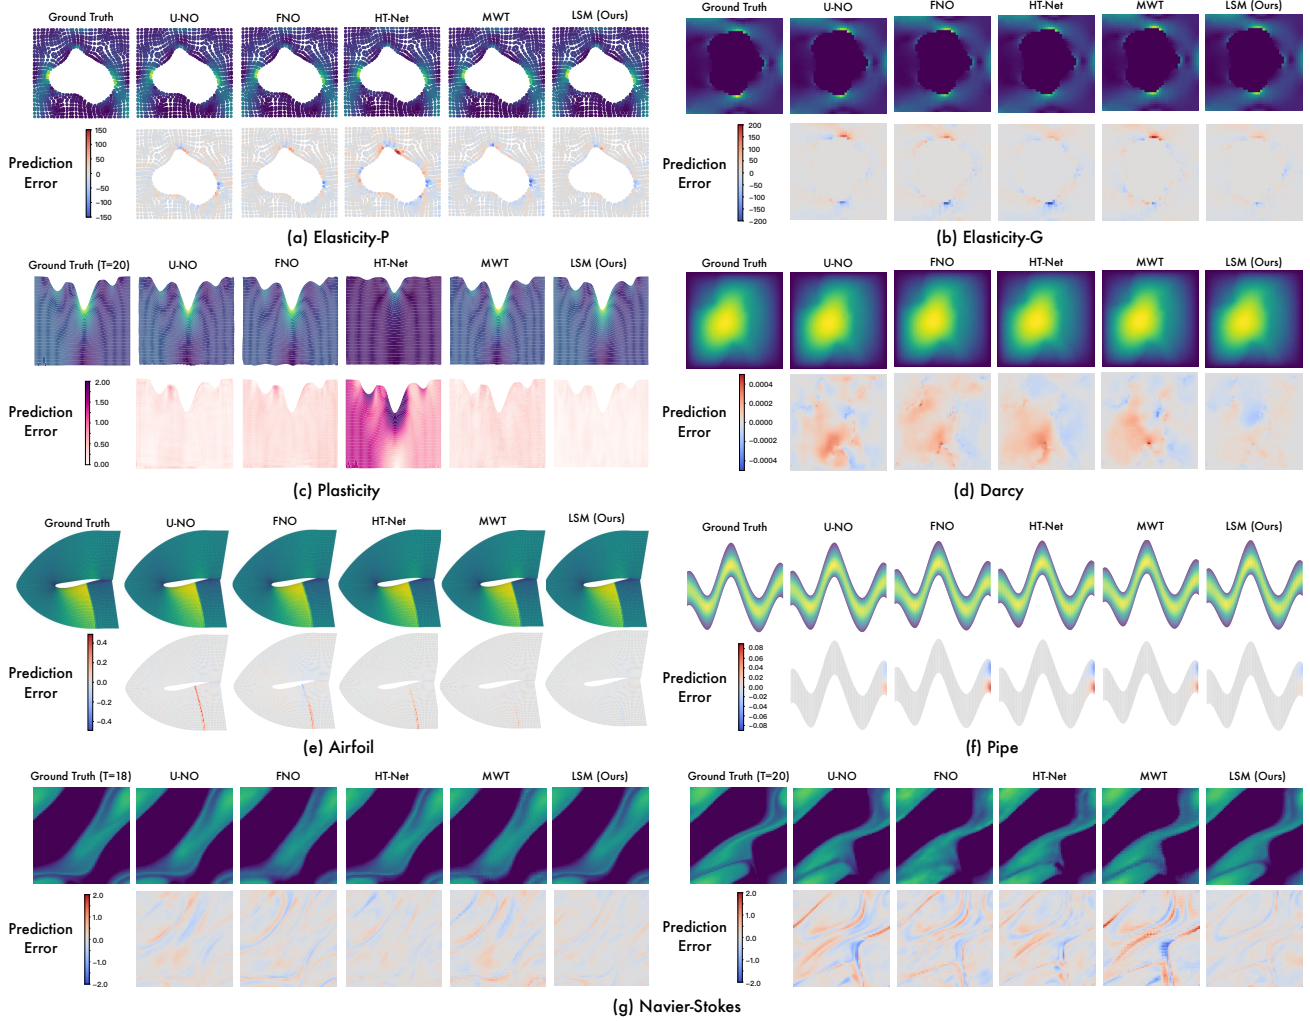 Ground Truth U-NO FNO HT-Net MWT LSM (Ours)
Prediction Error
150
100
50
0
−50
−100
−150
(a) Elasticity-P
Ground Truth U-NO FNO HT-Net MWT LSM (Ours)
Prediction Error
200
150
100
50
0
−50
−100
−150
−200
(b) Elasticity-G
Ground Truth (T=20) U-NO FNO HT-Net MWT LSM (Ours)
Prediction Error
2.00
1.50
1.00
0.50
0.00
(c) Plasticity
Ground Truth U-NO FNO HT-Net MWT LSM (Ours)
Prediction Error
0.0004
0.0002
0.0000
−0.0002
−0.0004
(d) Darcy
Ground Truth U-NO FNO HT-Net MWT LSM (Ours)
Prediction Error
0.4
0.2
0.0
−0.2
−0.4
(e) Airfoil
Ground Truth U-NO FNO HT-Net MWT LSM (Ours)
Prediction Error
0.08
0.06
0.04
0.02
0.00
−0.02
−0.04
−0.06
−0.08
(f) Pipe
Ground Truth (T=18) U-NO FNO HT-Net MWT LSM (Ours)
Prediction Error
2.0
1.0
0.0
−1.0
−2.0
Ground Truth (T=20) U-NO FNO HT-Net MWT LSM (Ours)
Prediction Error
2.0
1.0
0.0
−1.0
−2.0
(g) Navier-Stokes